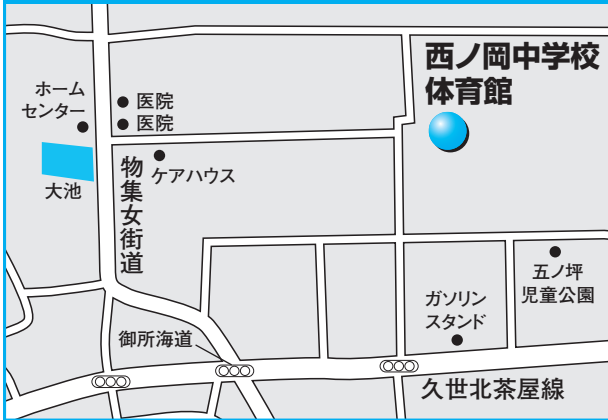 西ノ岡中学校
体育館
ホーム
センター
医院
医院
ケアハウス
大池
物集女街道
五ノ坪
児童公園
ガソリン
スタンド
御所海道
久世北茶屋線